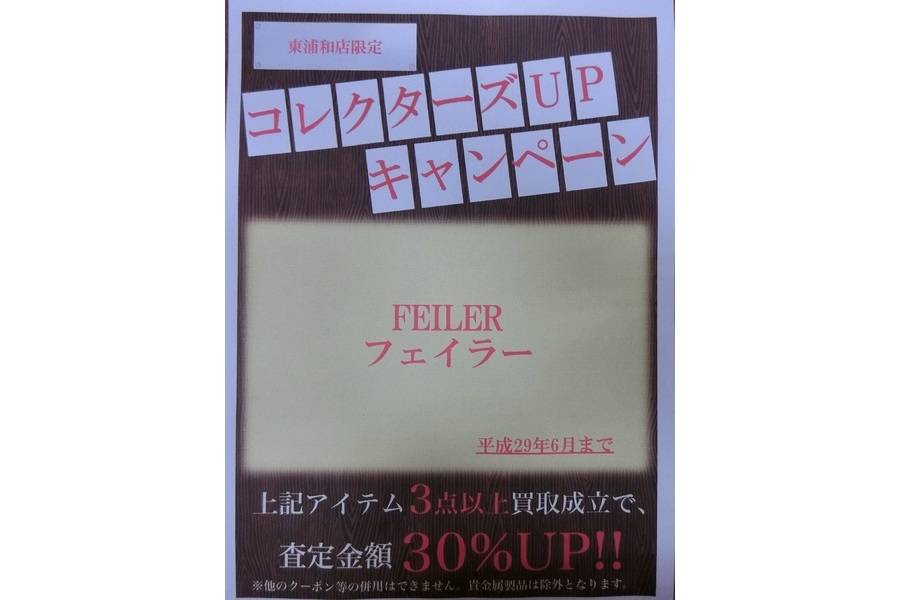 東浦和店限定
コレクターズUP
キャンペーン
FEILER
フェイラー
平成29年6月まで
上記アイテム3点以上買取成立で、
査定金額 30%UP!!
※他のクーポン等の併用はできません。貴金属製品は除外となります。